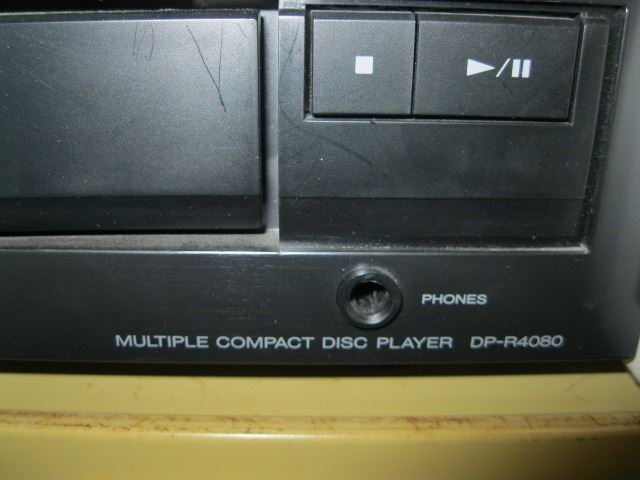 PHONES
MULTIPLE COMPACT DISC PLAYER DP-R4080